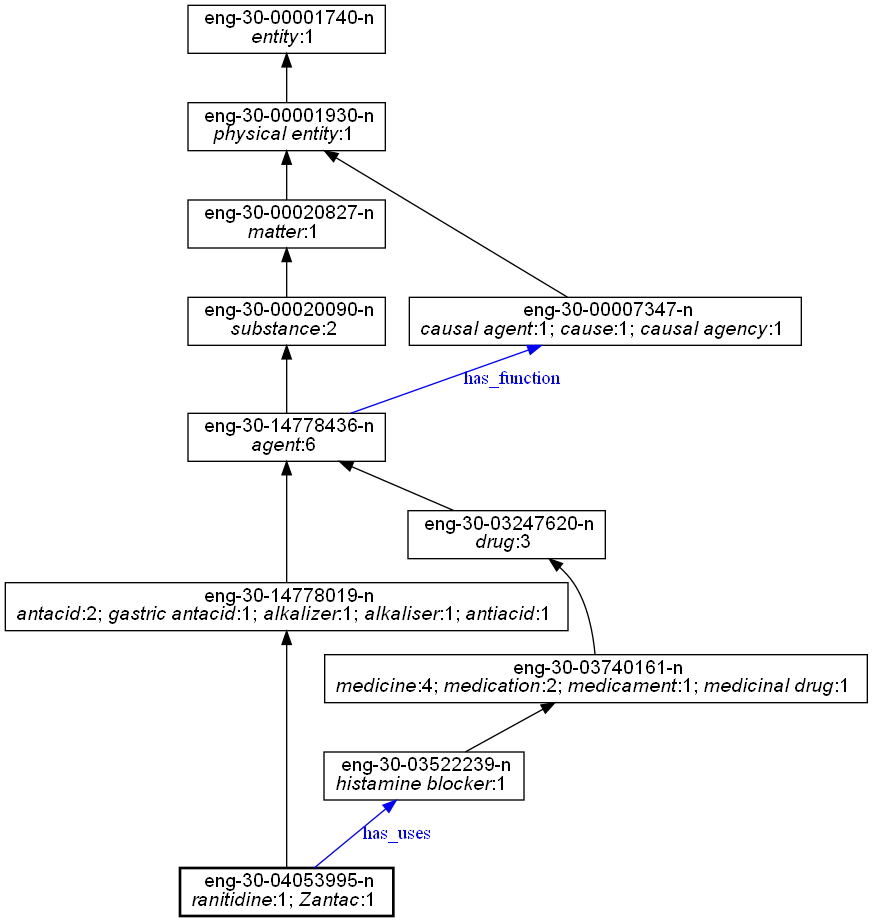 eng-30-00001740-n
entity:1
eng-30-00001930-n
physical entity:1
eng-30-00020827-n
matter:1
eng-30-00020090-n
substance:2
eng-30-00007347-n
causal agent:1; cause:1; causal agency:1
has_function
eng-30-14778436-n
agent:6
eng-30-03247620-n
drug:3
eng-30-14778019-n
antacid:2; gastric antacid:1; alkalizer:1; alkaliser:1; antiacid:1
eng-30-03740161-n
medicine:4; medication:2; medicament:1; medicinal drug:1
eng-30-03522239-n
histamine blocker:1
has_uses
eng-30-04053995-n
ranitidine:1; Zantac:1